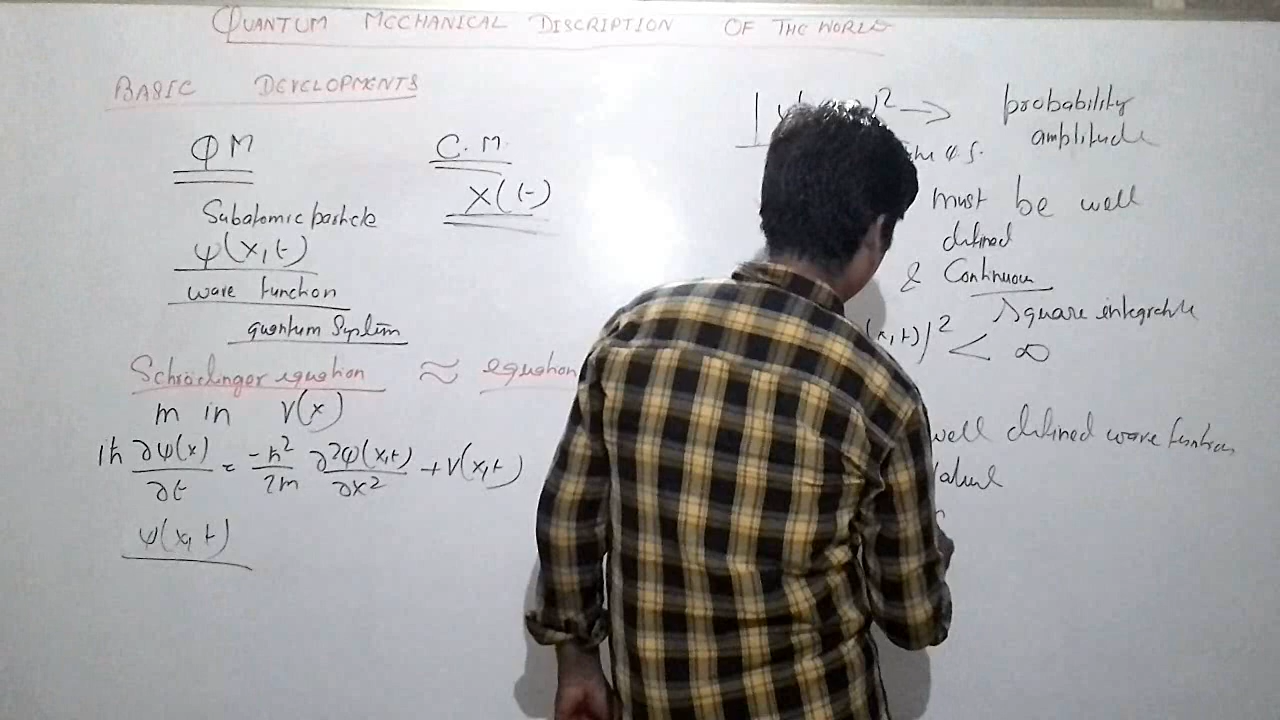 QUANTUM MECHANICAL DISCRIPTION OF THE WORLD
BASIC DEVELOPMENTS
QM
C. M.
X(t)
Subatomic particle
ψ(x,t)
wave function
quantum System
Schrodinger equation ≈ equation
m in V(x)
iħ ∂ψ(x)/∂t = -ħ²/2m ∂²ψ(x,t)/∂x² + V(x,t)
ψ(x,t)
|² → probability
amplitude
must be well
defined
& Continuous
square integrable
(x,t)|² < ∞
well defined wave